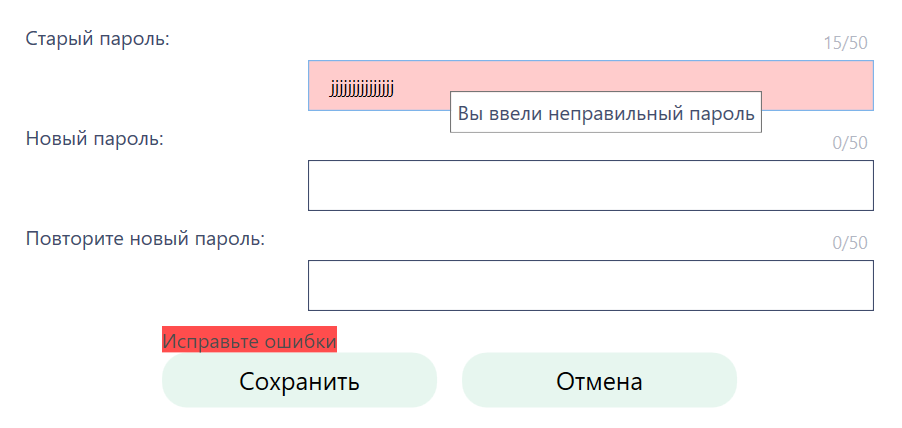 Старый пароль:
15/50
jjjjjjjjjjjjjjj
Вы ввели неправильный пароль
Новый пароль:
0/50
Повторите новый пароль:
0/50
Исправьте ошибки
Сохранить
Отмена